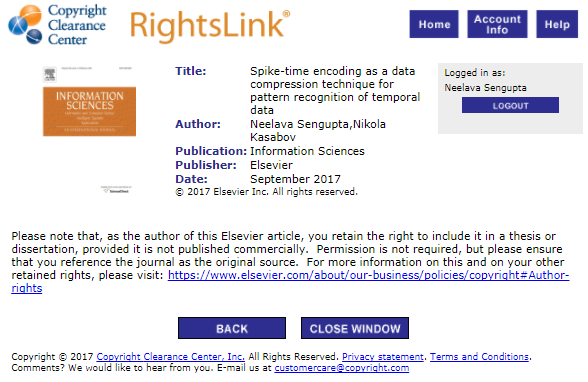 Copyright Clearance Center
RightsLink®
Home
Account Info
Help
INFORMATION SCIENCES
Title: Spike-time encoding as a data
compression technique for
pattern recognition of temporal
data
Author: Neelava Sengupta,Nikola
Kasabov
Publication: Information Sciences
Publisher: Elsevier
Date: September 2017
© 2017 Elsevier Inc. All rights reserved.
Logged in as:
Neelava Sengupta
LOGOUT
Please note that, as the author of this Elsevier article, you retain the right to include it in a thesis or
dissertation, provided it is not published commercially.  Permission is not required, but please ensure
that you reference the journal as the original source.  For more information on this and on your other
retained rights, please visit: https://www.elsevier.com/about/our-business/policies/copyright#Author-
rights
BACK
CLOSE WINDOW
Copyright © 2017 Copyright Clearance Center, Inc. All Rights Reserved. Privacy statement. Terms and Conditions.
Comments? We would like to hear from you. E-mail us at customercare@copyright.com